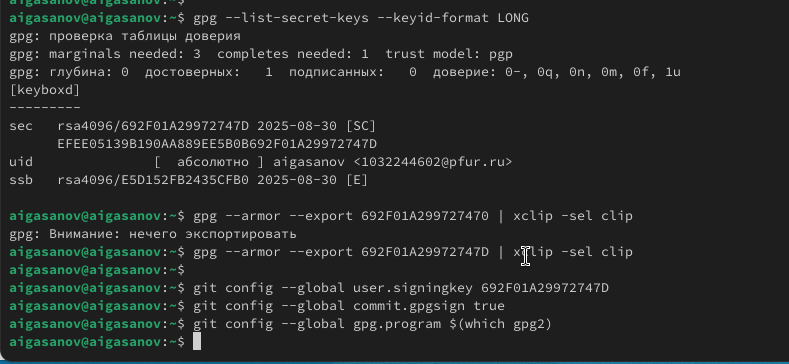 aigasanov@aigasanov:~$ gpg --list-secret-keys --keyid-format LONG
gpg: проверка таблицы доверия
gpg: marginals needed: 3  completes needed: 1  trust model: pgp
gpg: глубина: 0  достоверных:   1  подписанных:   0  доверие: 0-, 0q, 0n, 0m, 0f, 1u
[keyboxd]
---------
sec   rsa4096/692F01A29972747D 2025-08-30 [SC]
      EFEE05139B190AA889EE5B0B692F01A29972747D
uid               [  абсолютно ] aigasanov <1032244602@pfur.ru>
ssb   rsa4096/E5D152FB2435CFB0 2025-08-30 [E]

aigasanov@aigasanov:~$ gpg --armor --export 692F01A299727470 | xclip -sel clip
gpg: Внимание: нечего экспортировать
aigasanov@aigasanov:~$ gpg --armor --export 692F01A29972747D | xclip -sel clip
aigasanov@aigasanov:~$
aigasanov@aigasanov:~$ git config --global user.signingkey 692F01A29972747D
aigasanov@aigasanov:~$ git config --global commit.gpgsign true
aigasanov@aigasanov:~$ git config --global gpg.program $(which gpg2)
aigasanov@aigasanov:~$